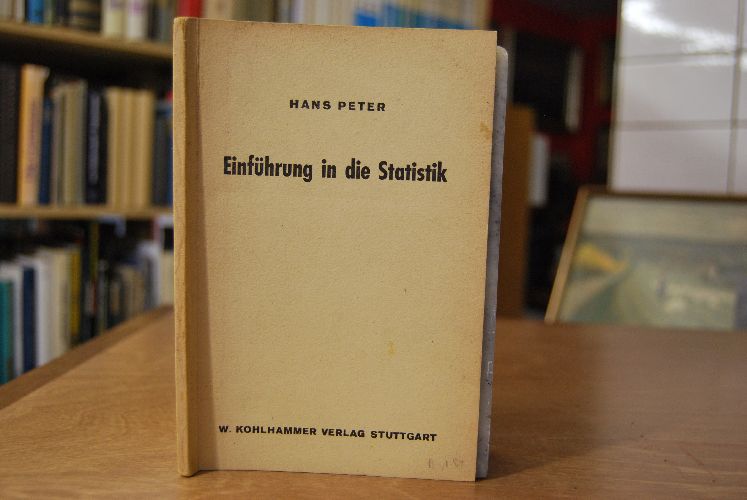 HANS PETER
Einführung in die Statistik
W. KOHLHAMMER VERLAG STUTTGART